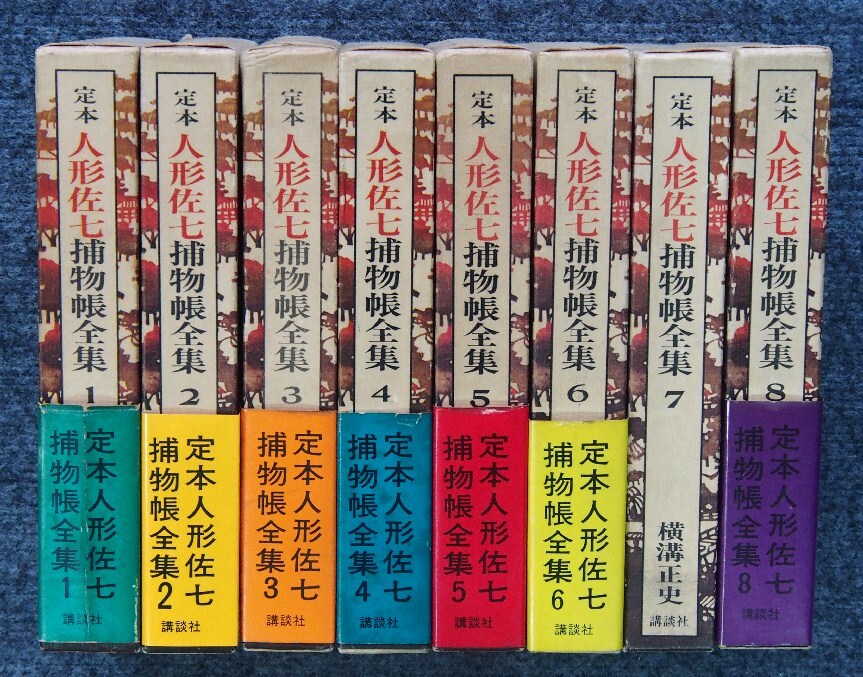 定本
人形佐七捕物帳全集
1
定本人形佐七
捕物帳全集1
講談社
定本
人形佐七捕物帳全集
2
定本人形佐七
捕物帳全集2
講談社
定本
人形佐七捕物帳全集
3
定本人形佐七
捕物帳全集3
講談社
定本
人形佐七捕物帳全集
4
定本人形佐七
捕物帳全集4
講談社
定本
人形佐七捕物帳全集
5
定本人形佐七
捕物帳全集5
講談社
定本
人形佐七捕物帳全集
6
定本人形佐七
捕物帳全集6
講談社
定本
人形佐七捕物帳全集
7
横溝正史
講談社
定本
人形佐七捕物帳全集
8
定本人形佐七
捕物帳全集8
講談社